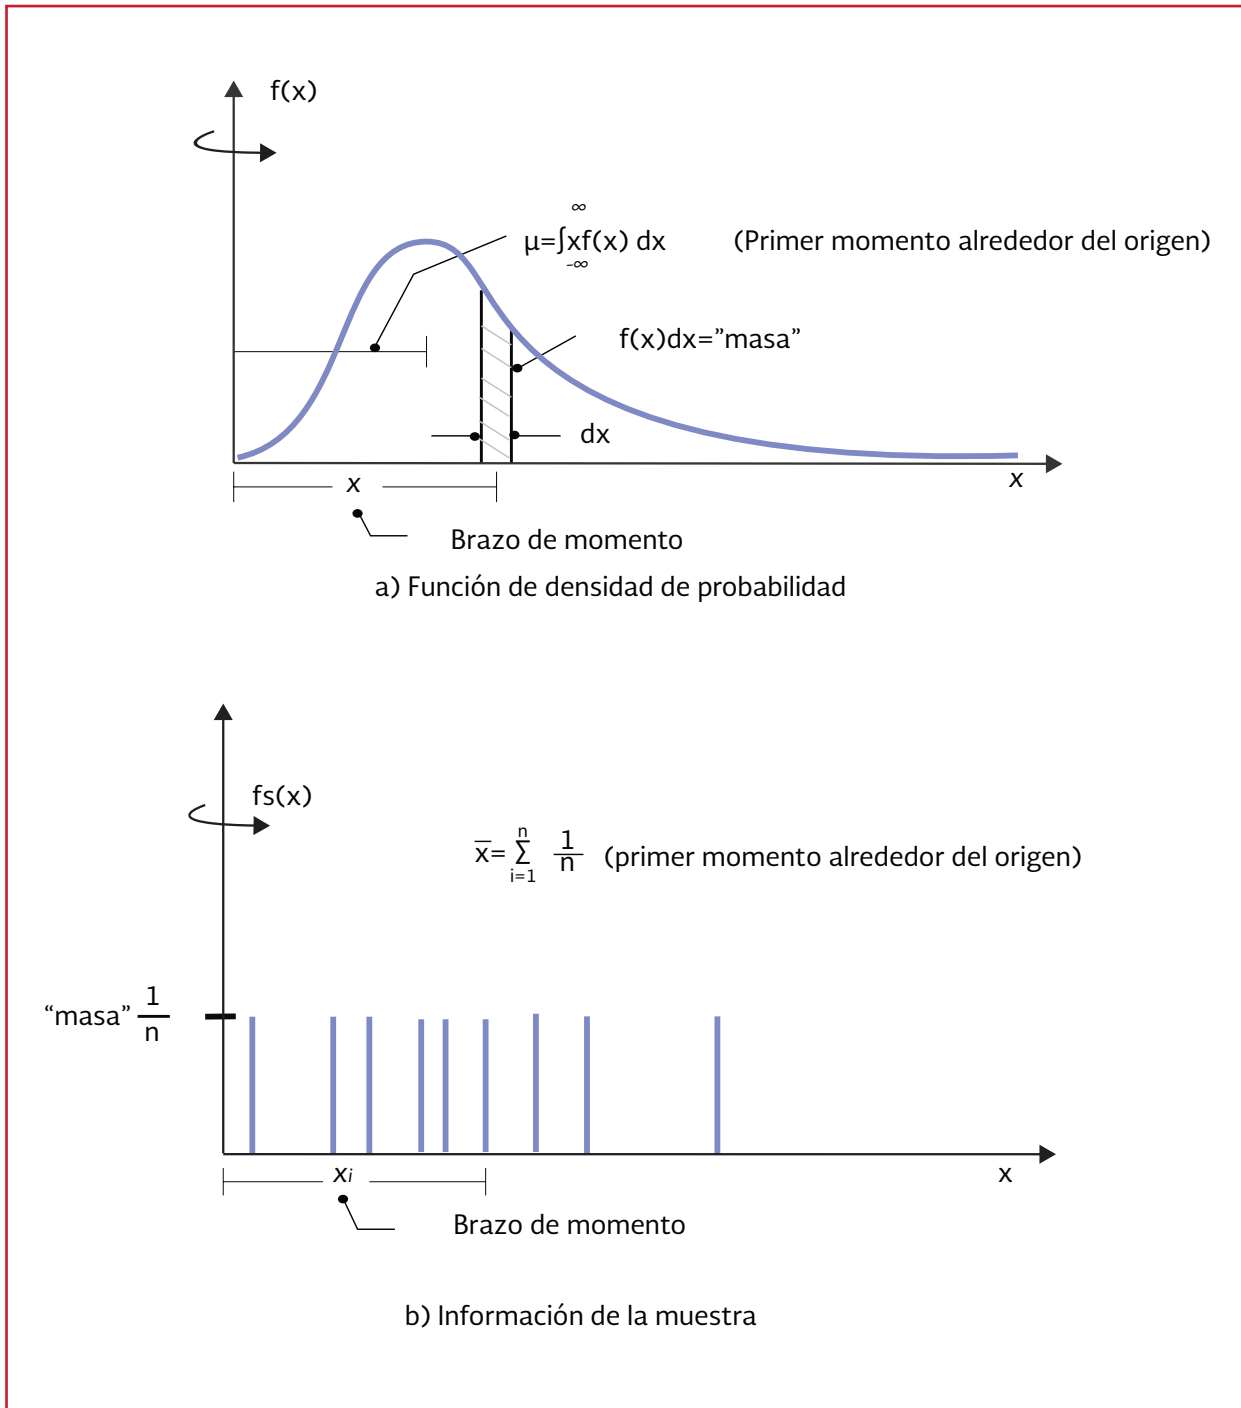 f(x)
∞
μ=∫xf(x) dx (Primer momento alrededor del origen)
-∞
f(x)dx=”masa”
dx
x
x
Brazo de momento
a) Función de densidad de probabilidad
fs(x)
n
x̅=Σ 1/n (primer momento alrededor del origen)
i=1
“masa” 1/n
xi
x
Brazo de momento
b) Información de la muestra